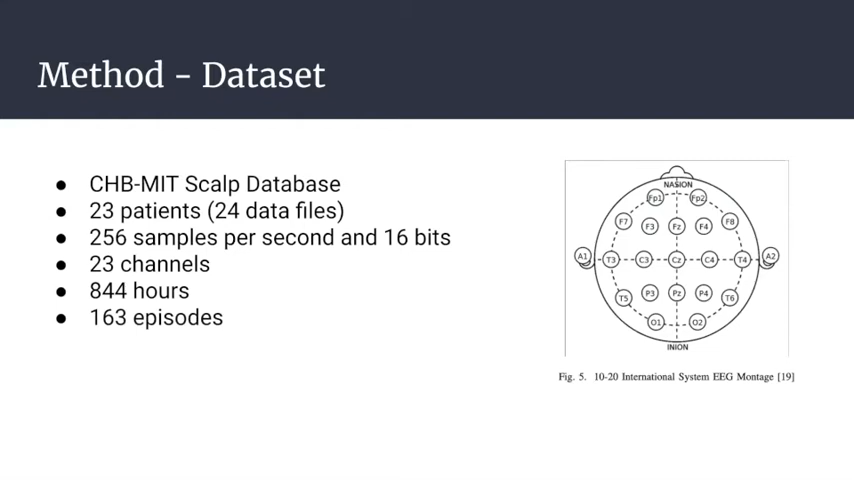 Method - Dataset
● CHB-MIT Scalp Database
● 23 patients (24 data files)
● 256 samples per second and 16 bits
● 23 channels
● 844 hours
● 163 episodes
NASION
Fp1 Fp2
F7 F3 Fz F4 F8
A1 T3 C3 Cz C4 T4 A2
T5 P3 Pz P4 T6
O1 O2
INION
Fig. 5. 10-20 International System EEG Montage [19]